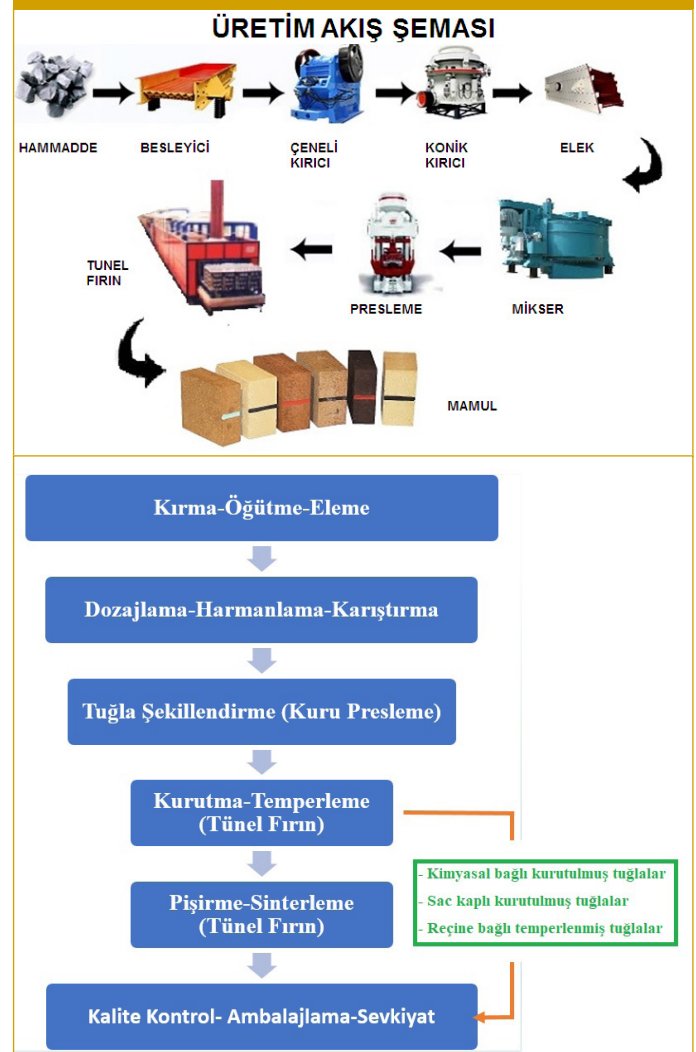 ÜRETİM AKIŞ ŞEMASI
HAMMADDE
BESLEYİCİ
ÇENELİ
KIRICI
KONİK
KIRICI
ELEK
TUNEL
FIRIN
PRESLEME
MİKSER
MAMUL
Kırma-Öğütme-Eleme
Dozajlama-Harmanlama-Karıştırma
Tuğla Şekillendirme (Kuru Presleme)
Kurutma-Temperleme
(Tünel Fırın)
- Kimyasal bağlı kurutulmuş tuğlalar
- Sac kaplı kurutulmuş tuğlalar
- Reçine bağlı temperlenmiş tuğlalar
Pişirme-Sinterleme
(Tünel Fırın)
Kalite Kontrol- Ambalajlama-Sevkiyat